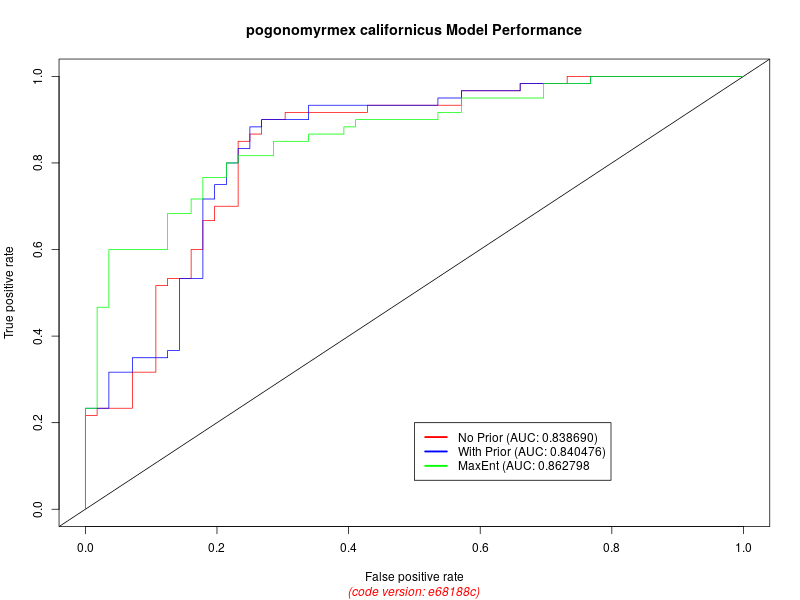 pogonomyrmex californicus Model Performance
True positive rate
1.0
0.8
0.6
0.4
0.2
0.0
No Prior (AUC: 0.838690)
With Prior (AUC: 0.840476)
MaxEnt (AUC: 0.862798
0.0 0.2 0.4 0.6 0.8 1.0
False positive rate
(code version: e68188c)